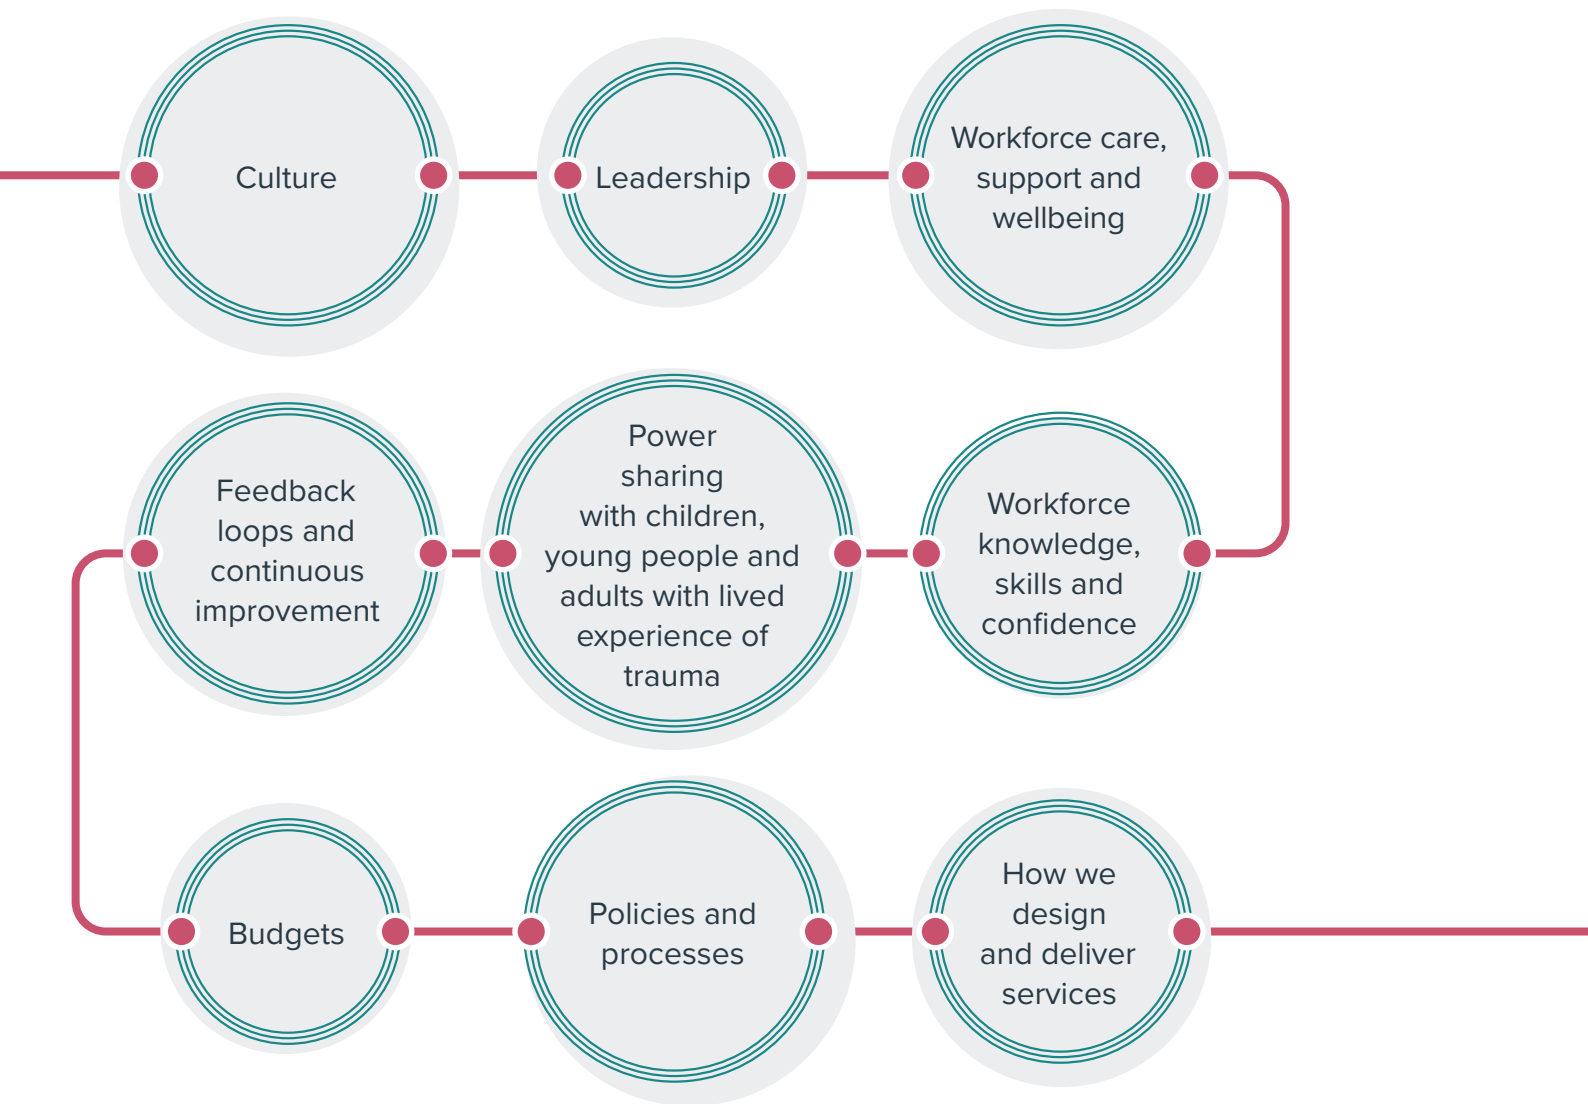 Culture
Leadership
Workforce care,
support and
wellbeing
Workforce
knowledge,
skills and
confidence
Power
sharing
with children,
young people and
adults with lived
experience of
trauma
Feedback
loops and
continuous
improvement
Budgets
Policies and
processes
How we
design
and deliver
services